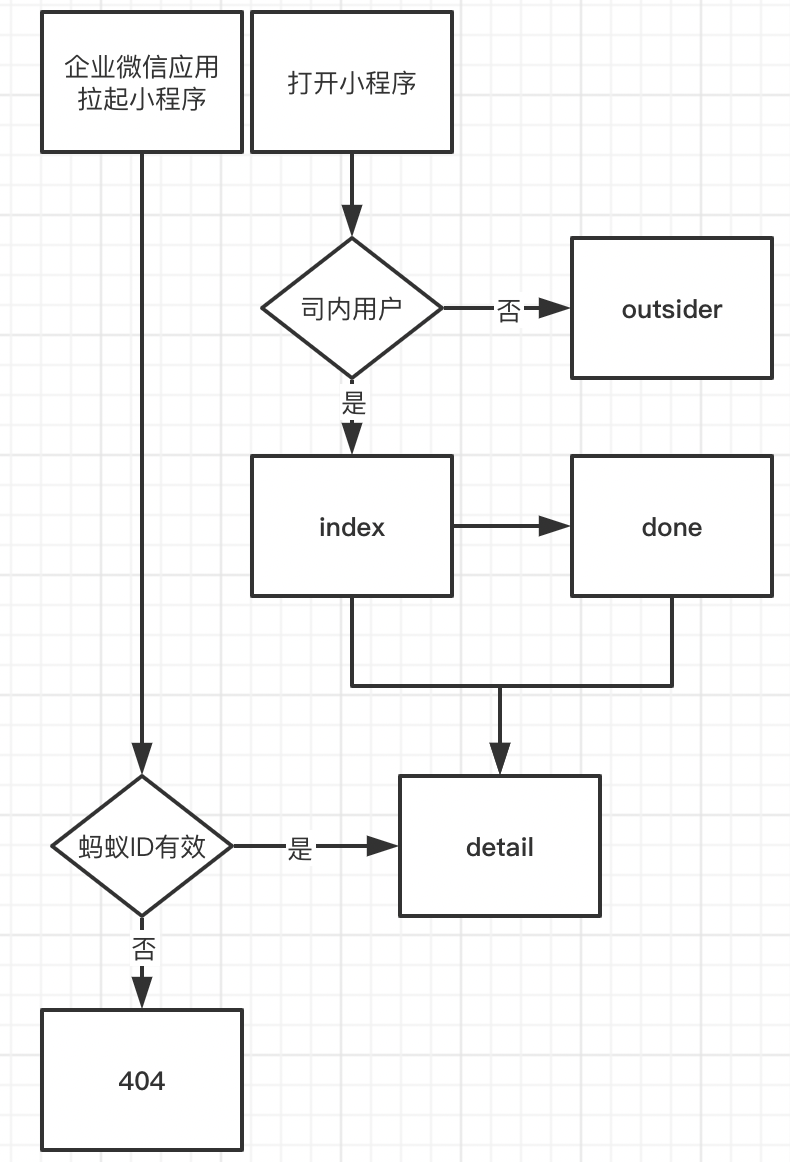 企业微信应用
拉起小程序
打开小程序
司内用户
否
outsider
是
index
done
蚂蚁ID有效
是
detail
否
404